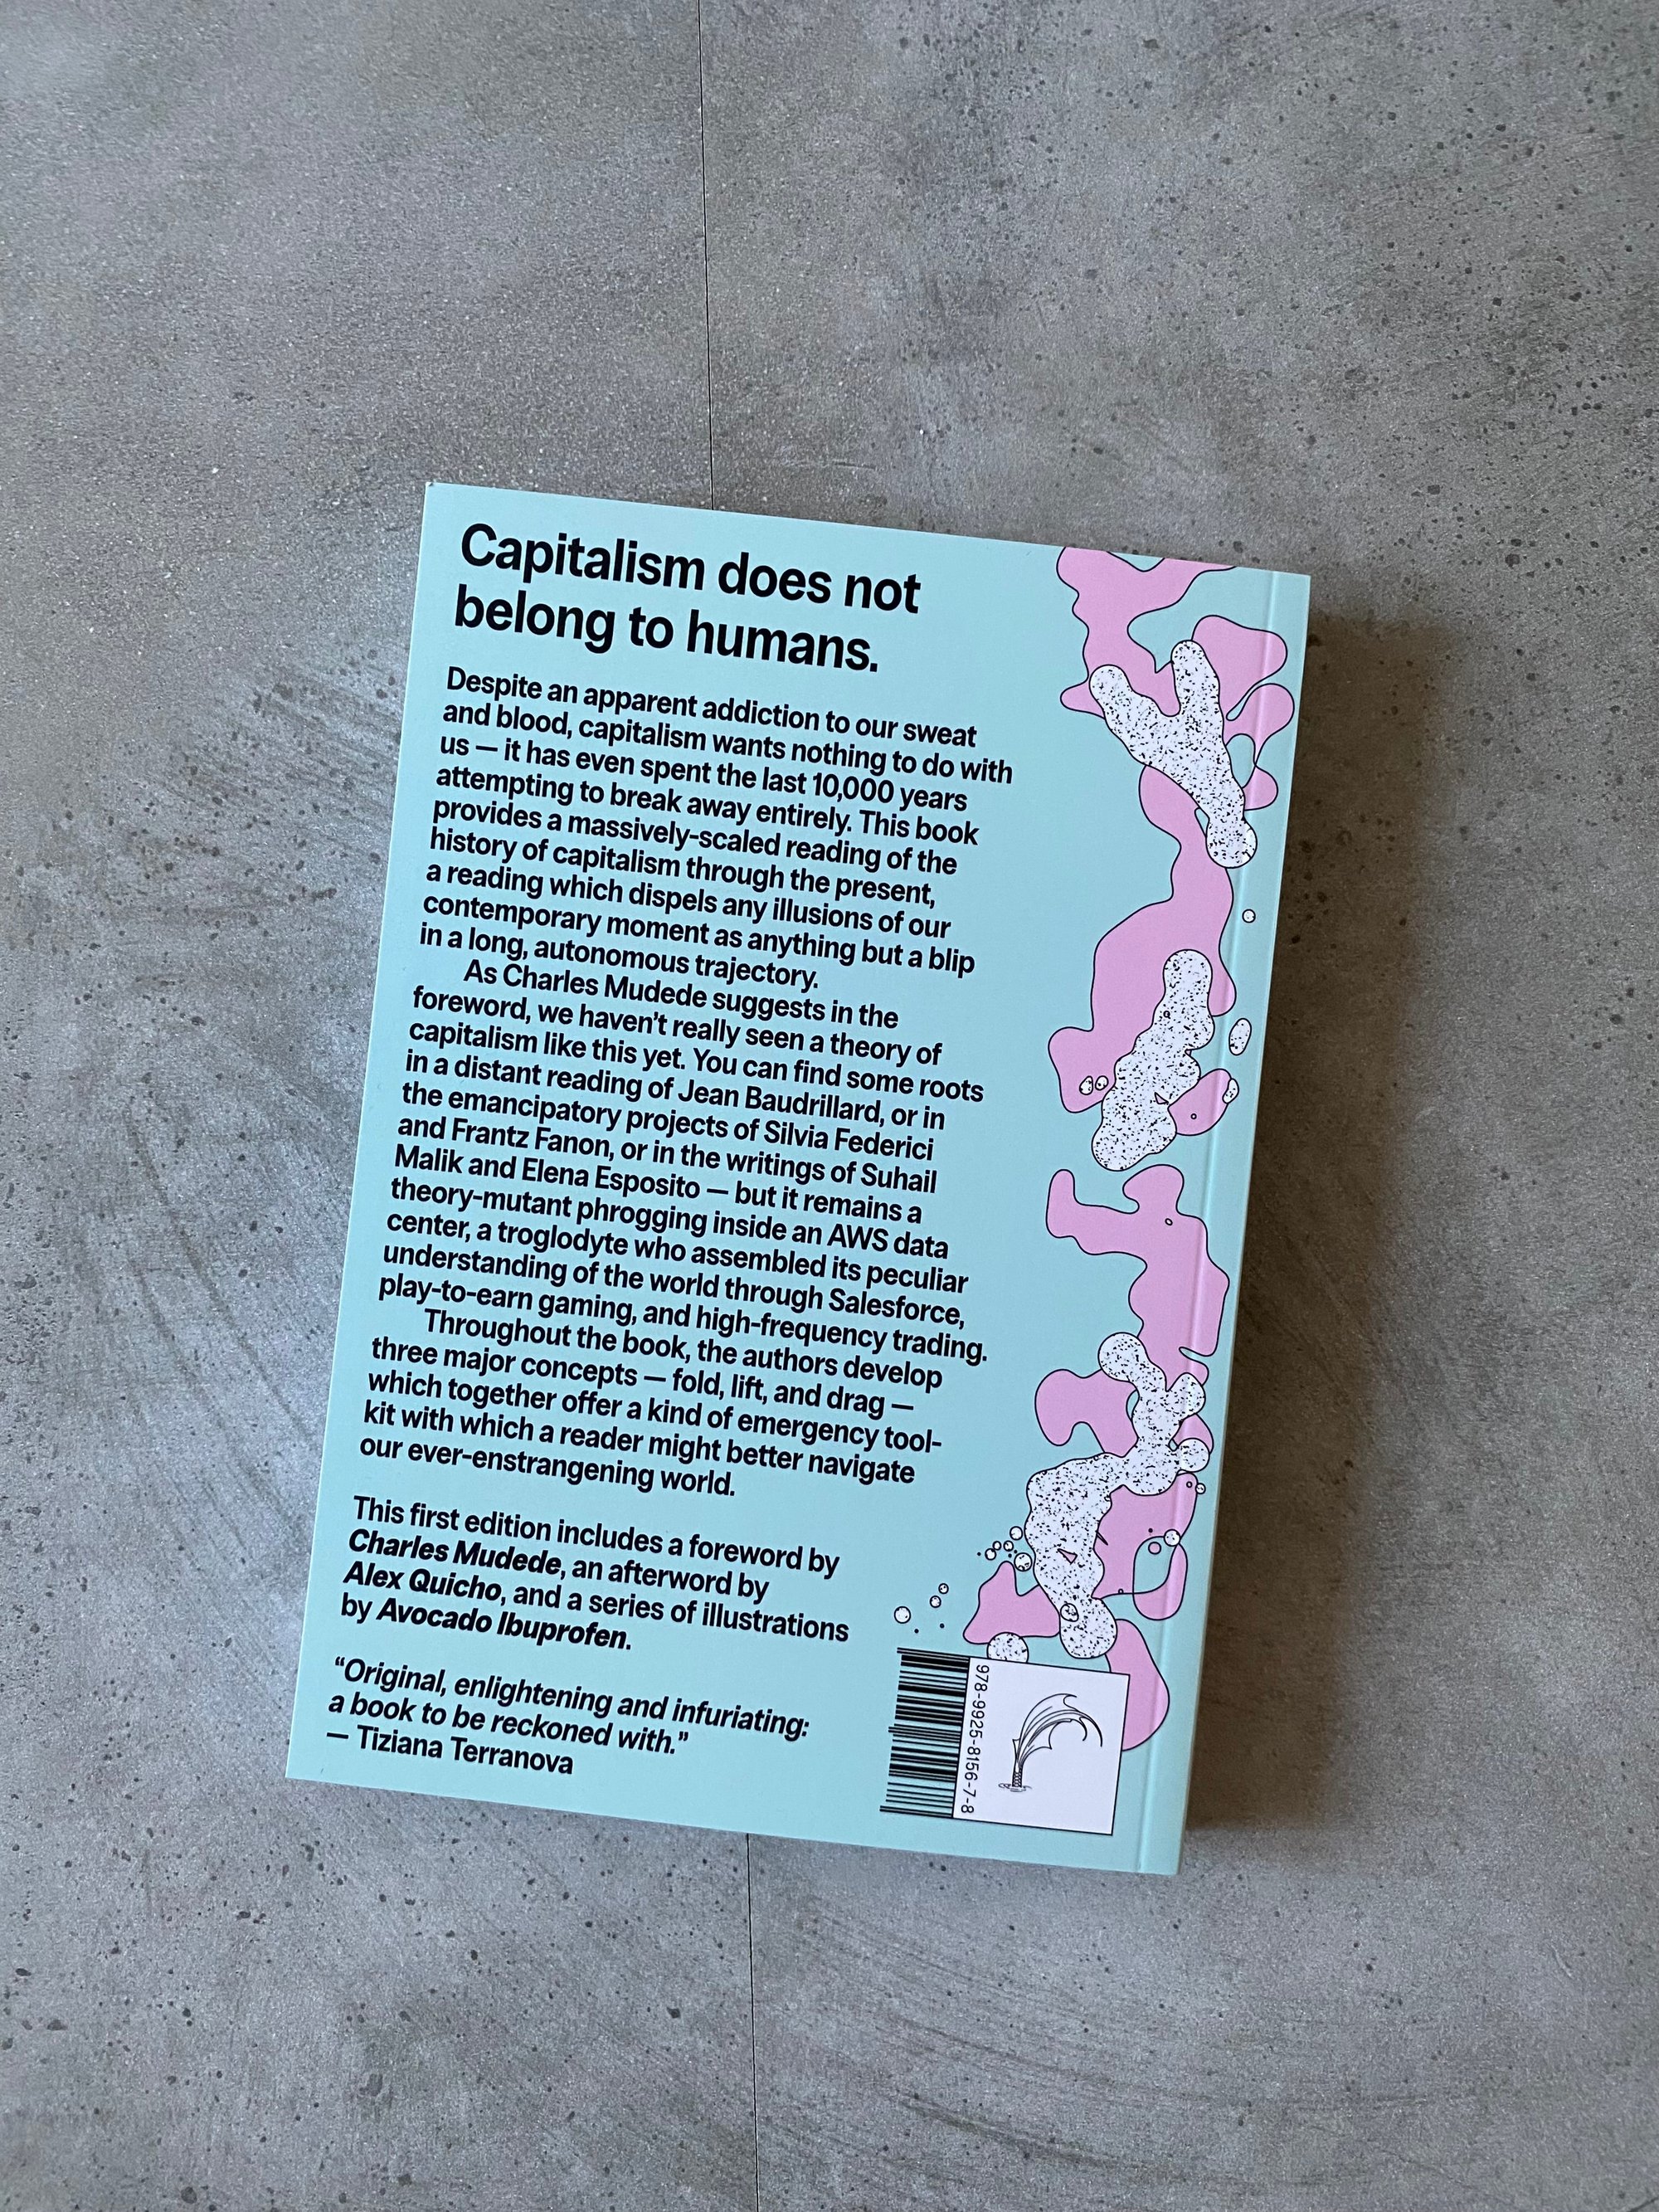 Capitalism does not
belong to humans.
Despite an apparent addiction to our sweat
and blood, capitalism wants nothing to do with
us — it has even spent the last 10,000 years
attempting to break away entirely. This book
provides a massively-scaled reading of the
history of capitalism through the present,
a reading which dispels any illusions of our
contemporary moment as anything but a blip
in a long, autonomous trajectory.
As Charles Mudede suggests in the
foreword, we haven’t really seen a theory of
capitalism like this yet. You can find some roots
in a distant reading of Jean Baudrillard, or in
the emancipatory projects of Silvia Federici
and Frantz Fanon, or in the writings of Suhail
Malik and Elena Esposito — but it remains a
theory-mutant phrogging inside an AWS data
center, a troglodyte who assembled its peculiar
understanding of the world through Salesforce,
play-to-earn gaming, and high-frequency trading.
Throughout the book, the authors develop
three major concepts — fold, lift, and drag —
which together offer a kind of emergency tool-
kit with which a reader might better navigate
our ever-enstrangening world.
This first edition includes a foreword by
Charles Mudede, an afterword by
Alex Quicho, and a series of illustrations
by Avocado Ibuprofen.
“Original, enlightening and infuriating:
a book to be reckoned with.”
— Tiziana Terranova
978-9925-8156-7-8